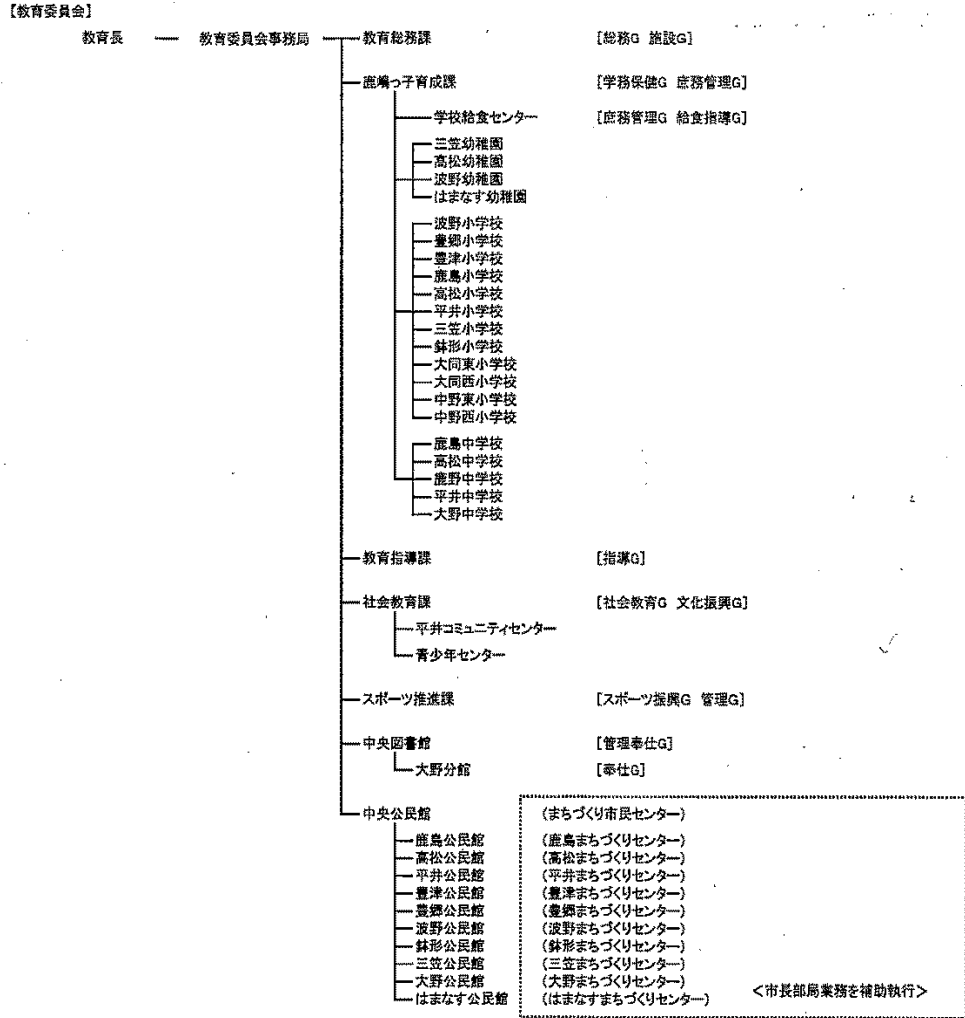 【教育委員会】
教育長 教育委員会事務局 教育総務課 [総務G 施設G]
鹿嶋っ子育成課 [学務保健G 庶務管理G]
学校給食センター [庶務管理G 給食指導G]
三笠幼稚園
高松幼稚園
波野幼稚園
はまなす幼稚園
波野小学校
豊郷小学校
豊津小学校
鹿島小学校
高松小学校
平井小学校
三笠小学校
鉢形小学校
大同東小学校
大同西小学校
中野東小学校
中野西小学校
鹿島中学校
高松中学校
鹿野中学校
平井中学校
大野中学校
教育指導課 [指導G]
社会教育課 [社会教育G 文化振興G]
平井コミュニティセンター
青少年センター
スポーツ推進課 [スポーツ振興G 管理G]
中央図書館 [管理奉仕G]
大野分館 [奉仕G]
中央公民館 (まちづくり市民センター)
鹿島公民館 (鹿島まちづくりセンター)
高松公民館 (高松まちづくりセンター)
平井公民館 (平井まちづくりセンター)
豊津公民館 (豊津まちづくりセンター)
豊郷公民館 (豊郷まちづくりセンター)
波野公民館 (波野まちづくりセンター)
鉢形公民館 (鉢形まちづくりセンター)
三笠公民館 (三笠まちづくりセンター)
大野公民館 (大野まちづくりセンター)
はまなす公民館 (はまなすまちづくりセンター)
<市長部局業務を補助執行>